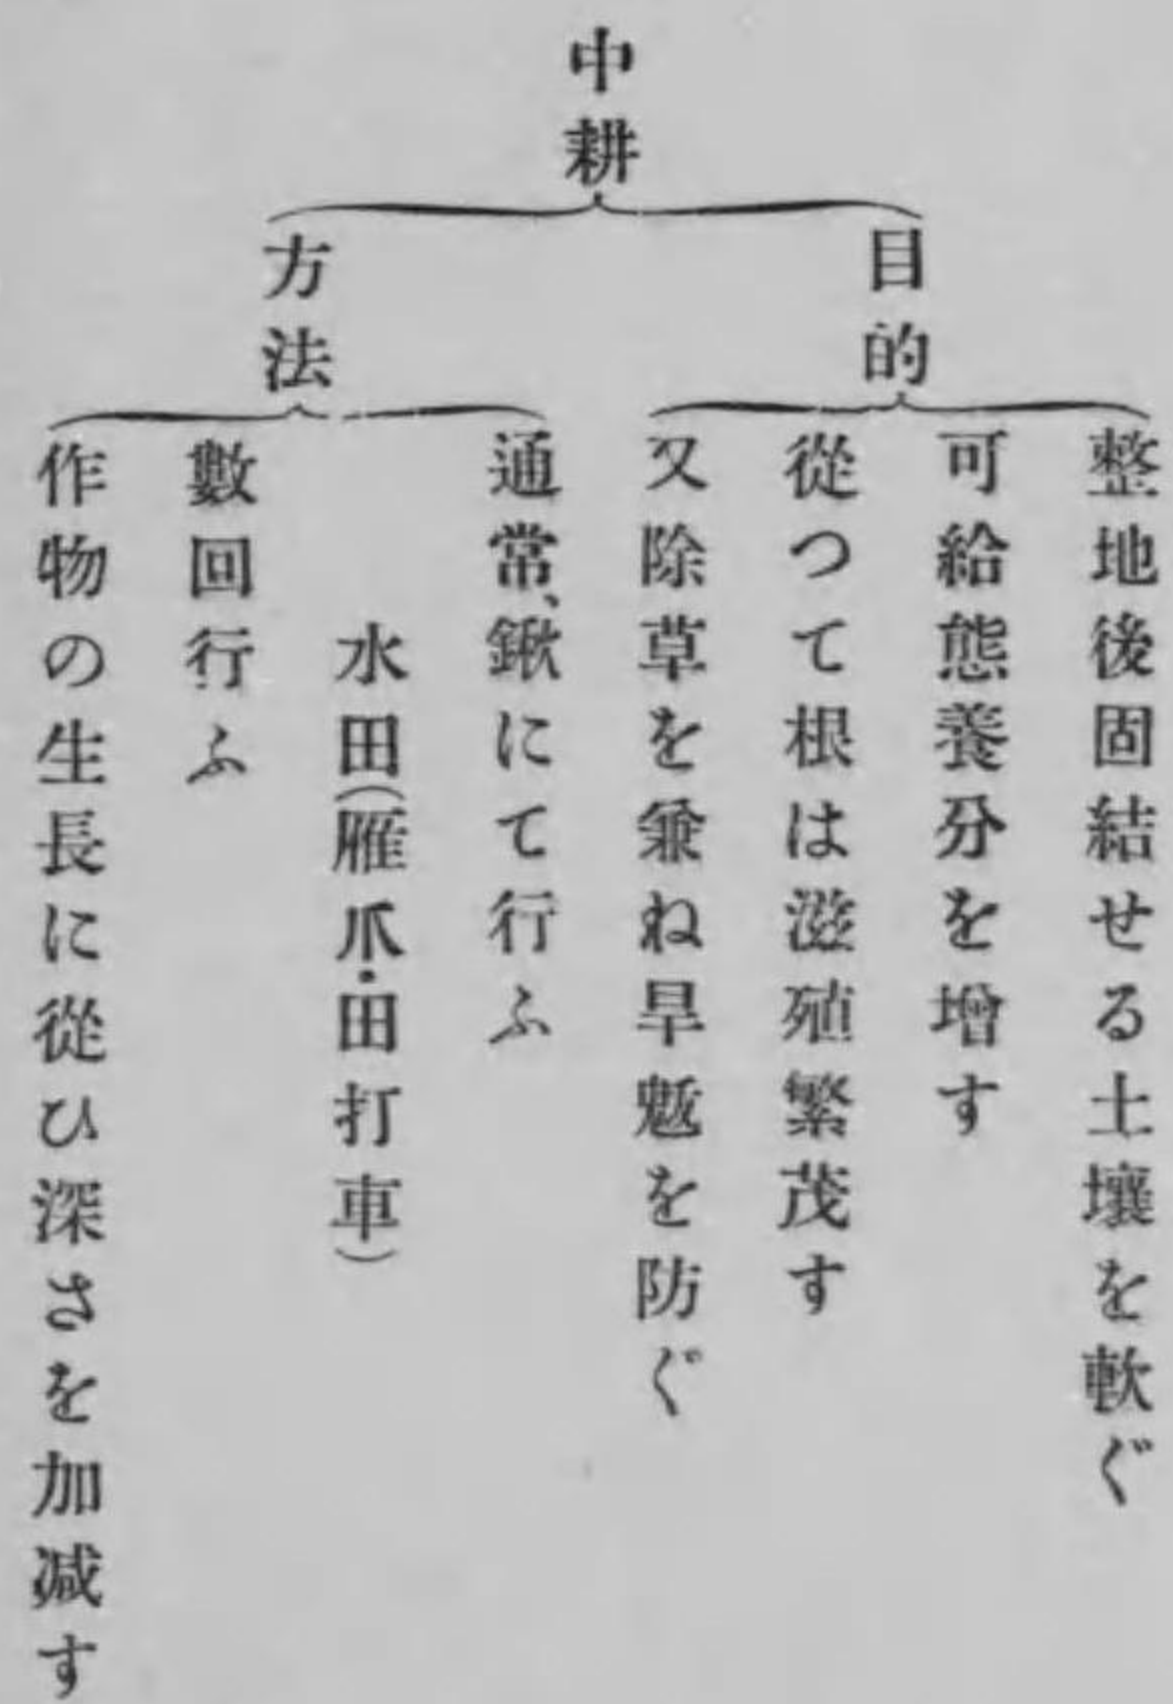 中耕
目的
整地後固結せる土壤を軟ぐ
可給態養分を增す
從つて根は滋殖繁茂す
又除草を兼ね旱魃を防ぐ
方法
通常、鍬にて行ふ
水田(雁爪・田打車)
數回行ふ
作物の生長に從ひ深さを加減す